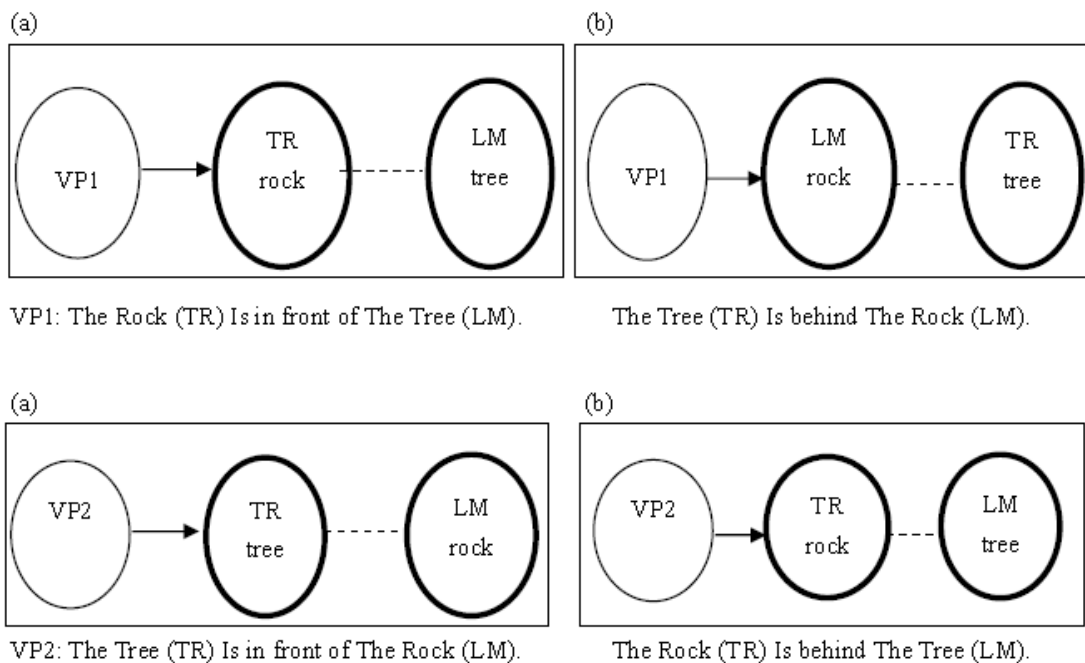 (a)
(b)
VP1
TR
rock
LM
tree
VP1
LM
rock
TR
tree
VP1: The Rock (TR) Is in front of The Tree (LM).
The Tree (TR) Is behind The Rock (LM).
(a)
(b)
VP2
TR
tree
LM
rock
VP2
TR
rock
LM
tree
VP2: The Tree (TR) Is in front of The Rock (LM).
The Rock (TR) Is behind The Tree (LM).